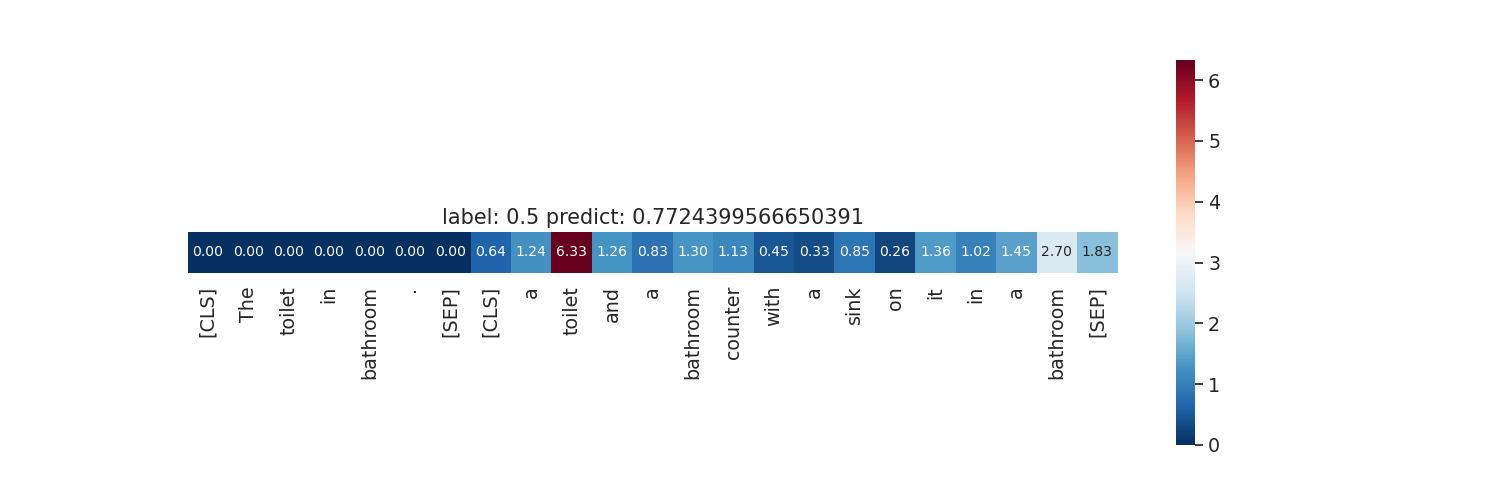 label: 0.5 predict: 0.7724399566650391
0.00 0.00 0.00 0.00 0.00 0.00 0.00 0.64 1.24 6.33 1.26 0.83 1.30 1.13 0.45 0.33 0.85 0.26 1.36 1.02 1.45 2.70 1.83
[CLS] The toilet in bathroom . [SEP] [CLS] a toilet and a bathroom counter with a sink on it in a bathroom [SEP]
6
5
4
3
2
1
0